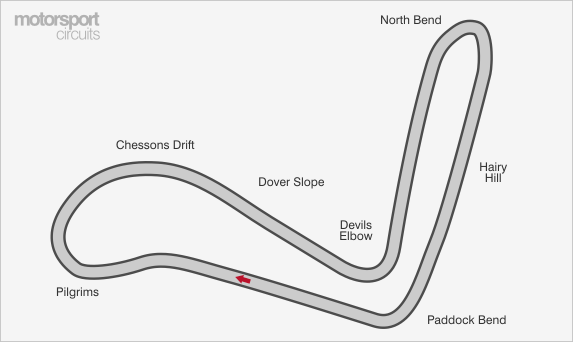 motorsport
circuits
North Bend
Chessons Drift
Dover Slope
Hairy
Hill
Devils
Elbow
Pilgrims
Paddock Bend